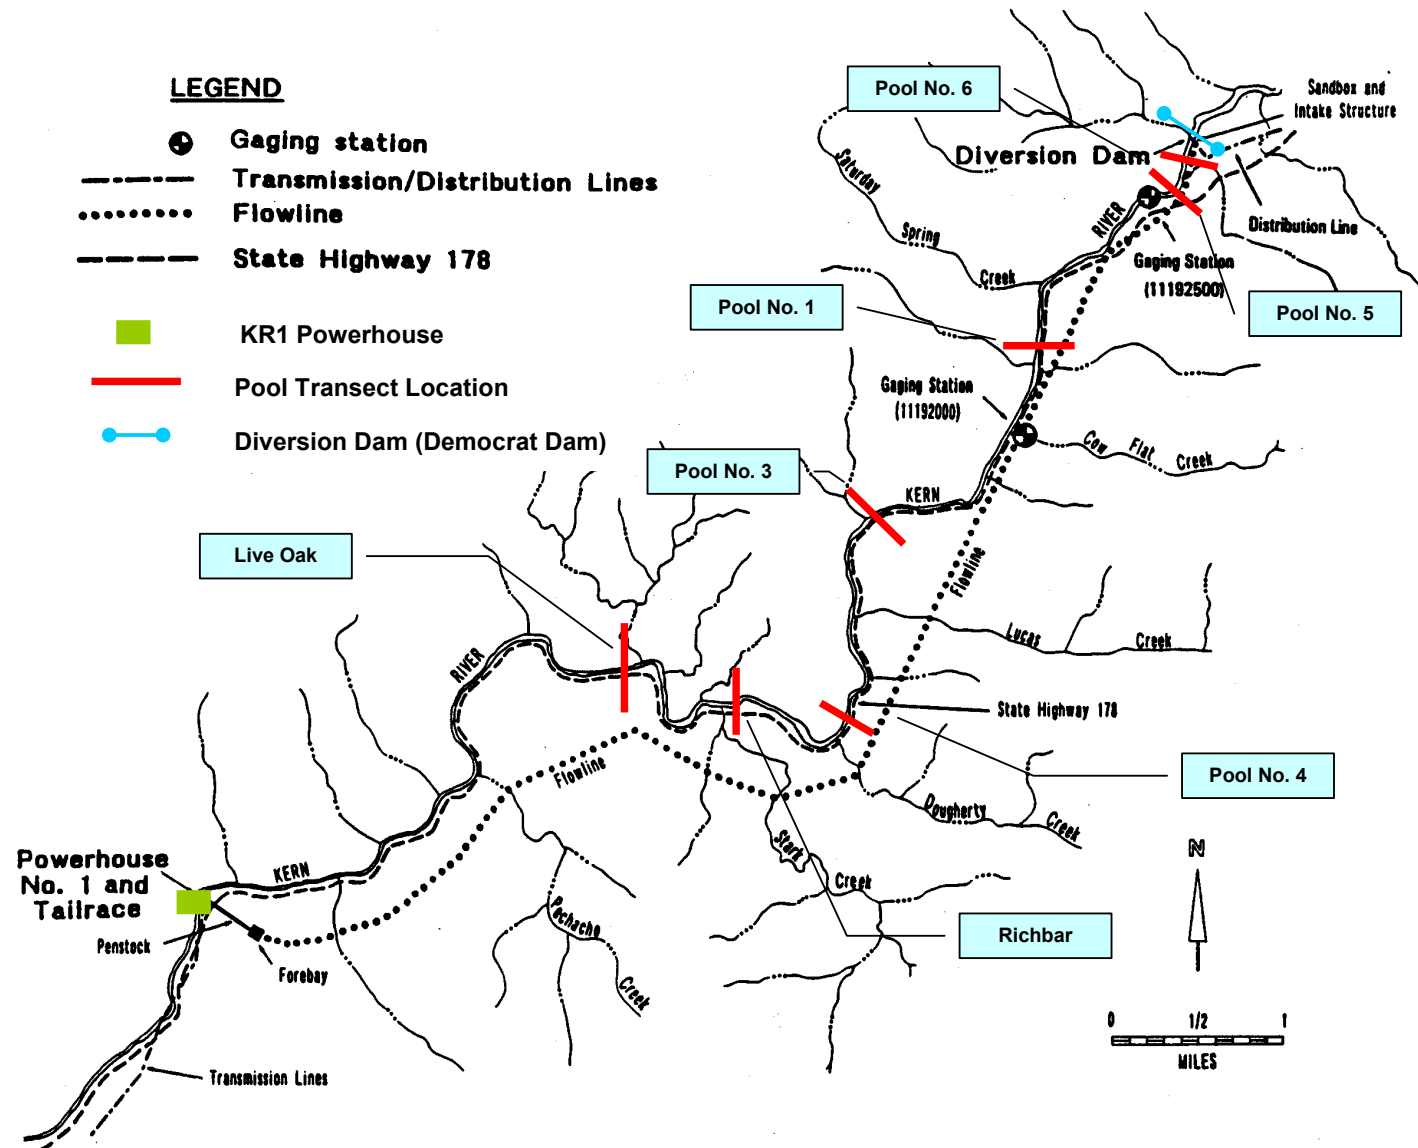 LEGEND
Gaging station
Transmission/Distribution Lines
Flowline
State Highway 178
KR1 Powerhouse
Pool Transect Location
Diversion Dam (Democrat Dam)
Pool No. 6
Sandbox and
Intake Structure
Diversion Dam
Saturday
Spring
Creek
RIVER
Distribution Line
Gaging Station
(11192500)
Pool No. 5
Pool No. 1
Gaging Station
(11192000)
Cow Flat Creek
Pool No. 3
KERN
Flowline
Live Oak
Lucas Creek
RIVER
State Highway 178
Pool No. 4
Flowline
Dougherty Creek
Stark
Creek
N
KERN
Powerhouse
No. 1 and
Tailrace
Penstock
Forebay
Pechacho
Creek
Richbar
0 1/2 1
MILES
Transmission Lines